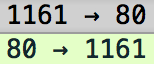 1161 → 80
80 → 1161